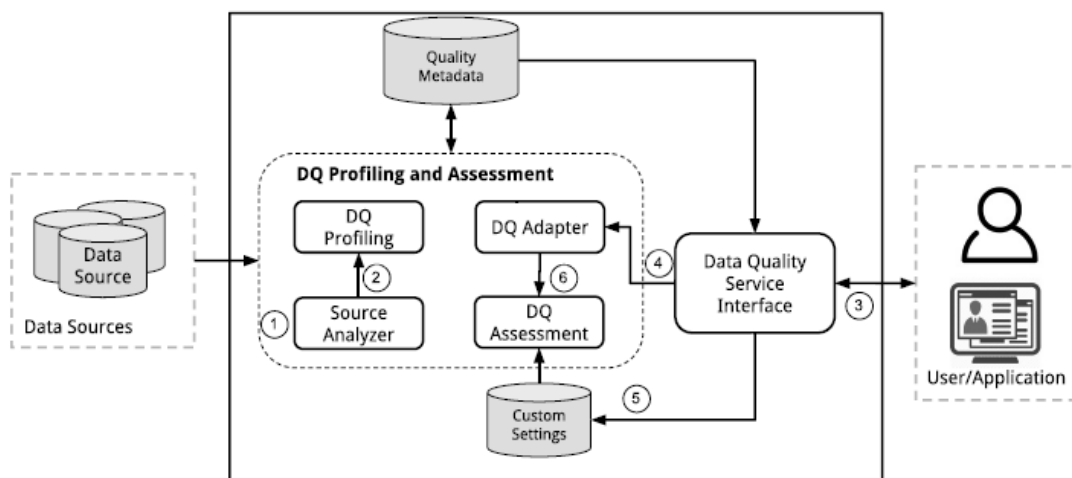 Quality
Metadata
DQ Profiling and Assessment
DQ
Profiling
DQ Adapter
Data
Source
Data Sources
2
6
4
1
Source
Analyzer
DQ
Assessment
Data Quality
Service
Interface
3
User/Application
Custom
Settings
5